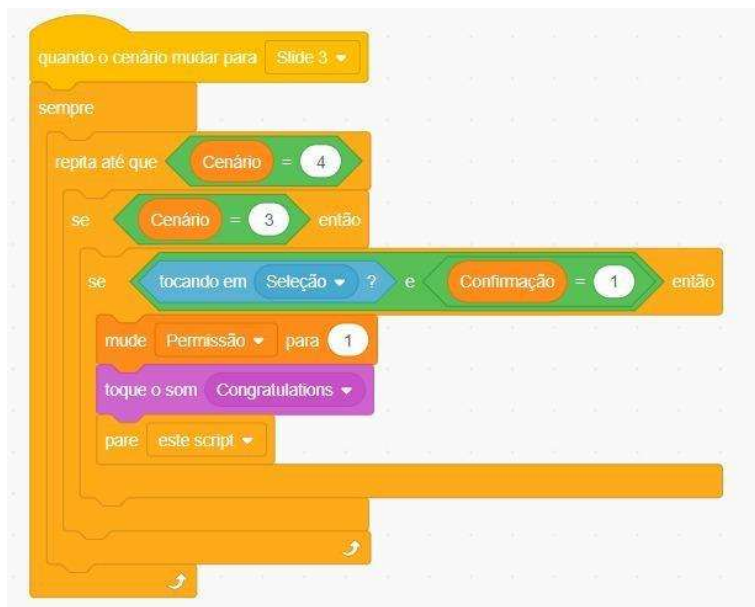 quando o cenário mudar para Slide 3
sempre
repita até que Cenário = 4
se Cenário = 3 então
se tocando em Seleção ? e Confirmação = 1 então
mude Permissão para 1
toque o som Congratulations
pare este script